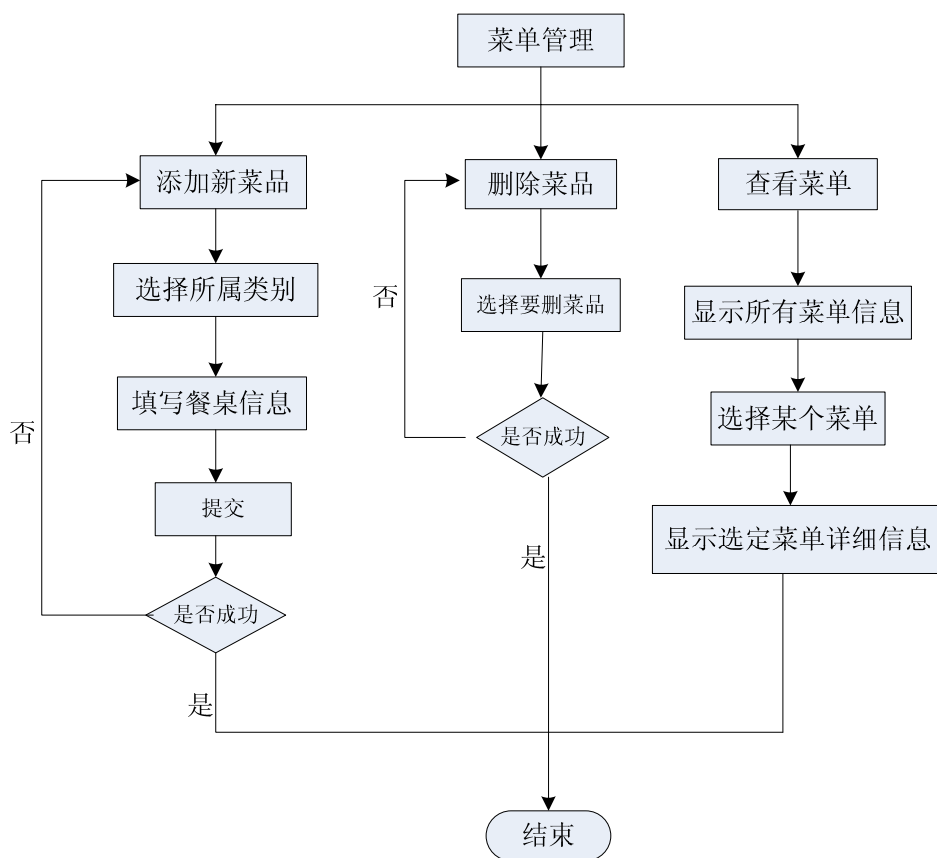 菜单管理
添加新菜品
删除菜品
查看菜单
选择所属类别
否
选择要删菜品
显示所有菜单信息
填写餐桌信息
选择某个菜单
否
是否成功
提交
显示选定菜单详细信息
是
是否成功
是
结束